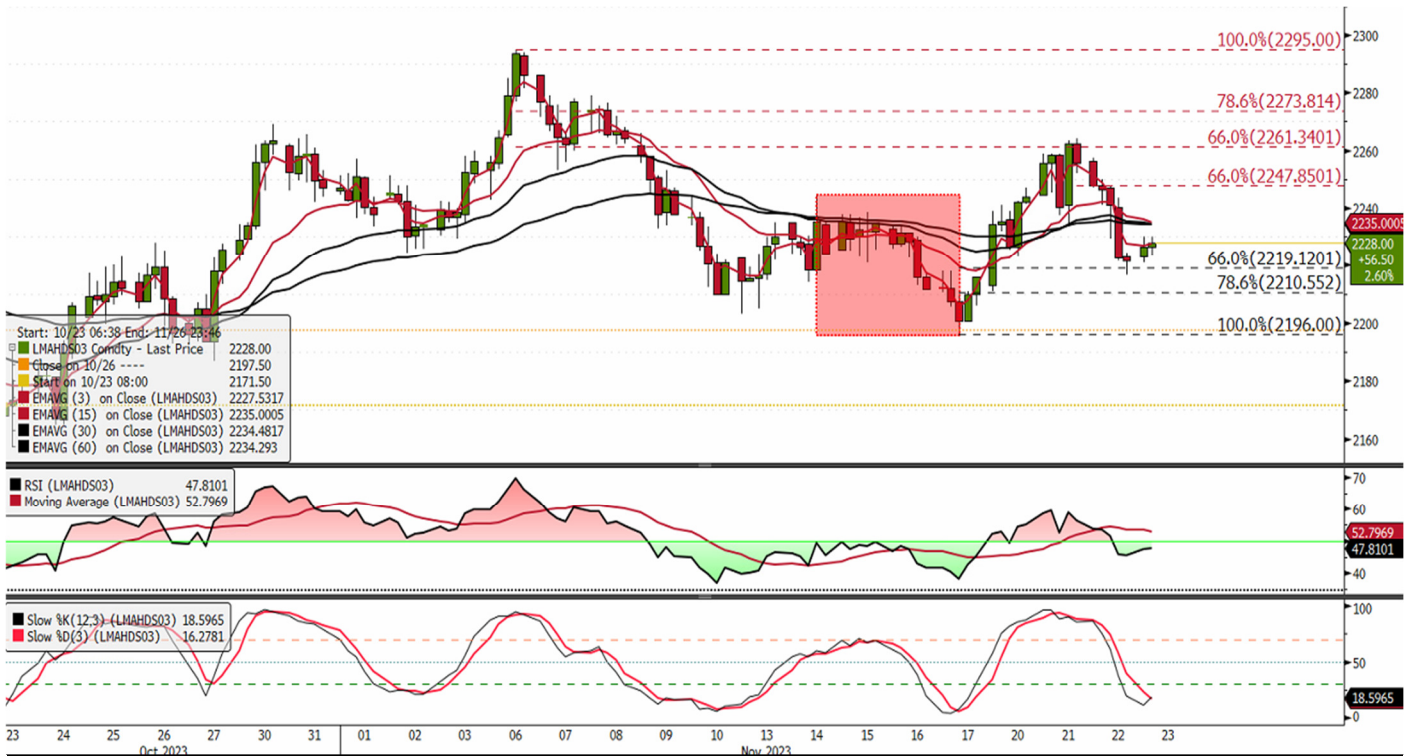 100.0%(2295.00)
78.6%(2273.814)
66.0%(2261.3401)
66.0%(2247.8501)
66.0%(2219.1201)
78.6%(2210.552)
100.0%(2196.00)
2300
2280
2260
2240
2235.0005
2228.00
+56.50
2.60%
2200
2180
2160
Start: 10/23 06:38 End: 11/26 23:46
LMAHDS03 Comdty - Last Price 2228.00
Close on 10/26 ---- 2197.50
Start on 10/23 08:00 2171.50
EMAVG (3) on Close (LMAHDS03) 2227.5317
EMAVG (15) on Close (LMAHDS03) 2235.0005
EMAVG (30) on Close (LMAHDS03) 2234.4817
EMAVG (60) on Close (LMAHDS03) 2234.293
RSI (LMAHDS03) 47.8101
Moving Average (LMAHDS03) 52.7969
70
60
52.7969
47.8101
40
Slow %K(12,3) (LMAHDS03) 18.5965
Slow %D(3) (LMAHDS03) 16.2781
100
50
18.5965
0
23 24 25 26 27 30 31 01 02 03 06 07 08 09 10 13 14 15 16 17 20 21 22 23
Oct 2023 Nov 2023